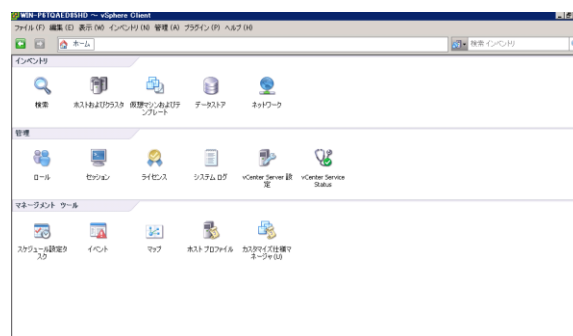 WIN-P6TQAED8SHD ～ vSphere Client
ファイル(F) 編集(E) 表示(W) インベントリ(N) 管理(A) プラグイン(P) ヘルプ(H)
ホーム
検索 インベントリ
インベントリ
検索 ホストおよびクラスタ 仮想マシンおよびテ データストア ネットワーク
ンプレート
管理
ロール セッション ライセンス システム ログ vCenter Server 設 vCenter Service
定 Status
マネージメント ツール
スケジュール設定タ イベント マップ ホスト プロファイル カスタマイズ仕様マ
スク ネージャ(U)